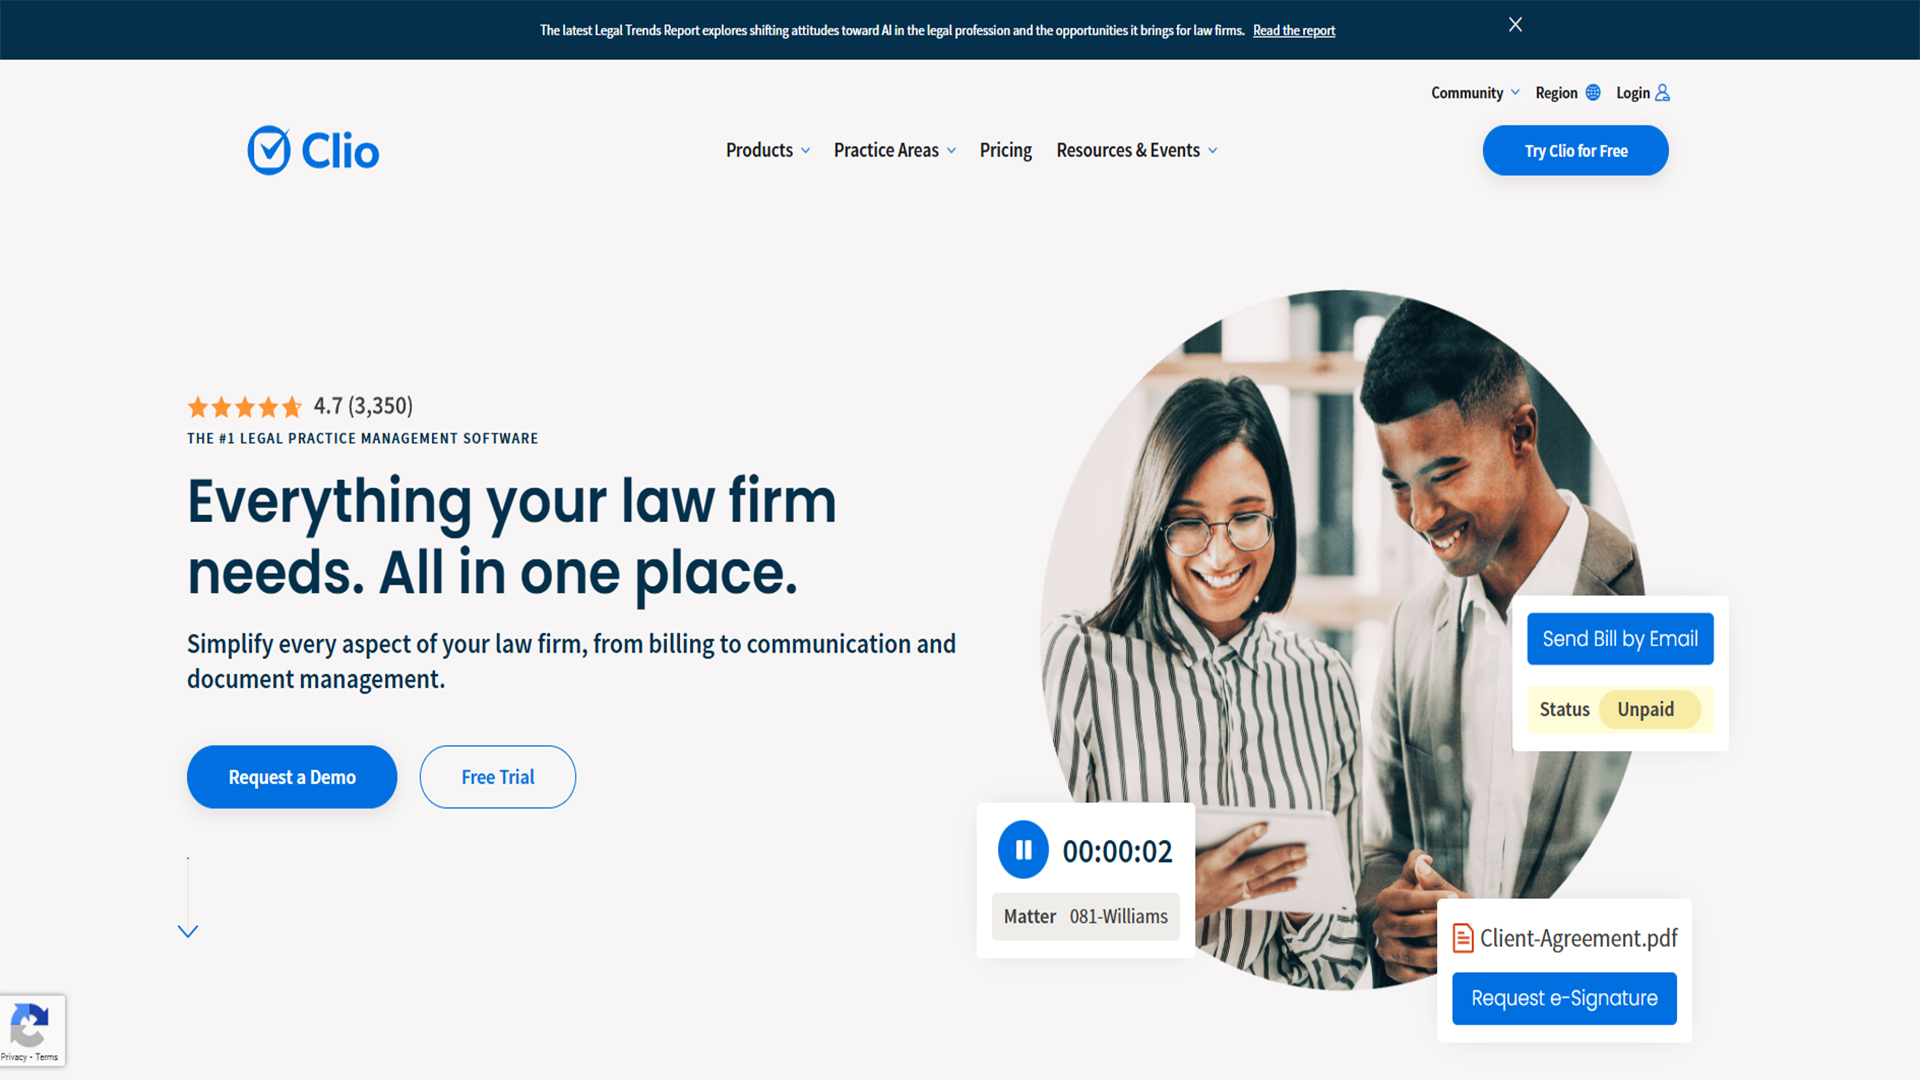 The latest Legal Trends Report explores shifting attitudes toward AI in the legal profession and the opportunities it brings for law firms. Read the report
Community Region Login
Clio
Products Practice Areas Pricing Resources & Events
Try Clio for Free
4.7 (3,350)
THE #1 LEGAL PRACTICE MANAGEMENT SOFTWARE
Everything your law firm
needs. All in one place.
Simplify every aspect of your law firm, from billing to communication and
document management.
Request a Demo
Free Trial
Send Bill by Email
Status Unpaid
00:00:02
Matter 081-Williams
Client-Agreement.pdf
Request e-Signature
Privacy - Terms